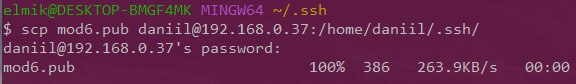 elmik@DESKTOP-BMGF4MK MINGW64 ~/.ssh
$ scp mod6.pub daniil@192.168.0.37:/home/daniil/.ssh/
daniil@192.168.0.37's password:
mod6.pub 100% 386 263.9KB/s 00:00